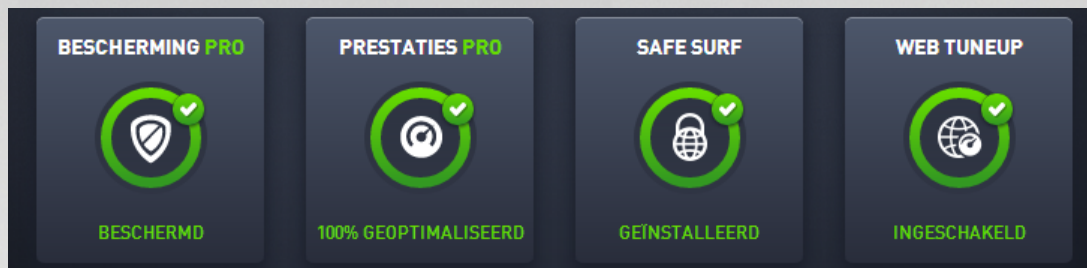 BESCHERMING PRO
BESCHERMD
PRESTATIES PRO
100% GEOPTIMALISEERD
SAFE SURF
GEÏNSTALLEERD
WEB TUNEUP
INGESCHAKELD